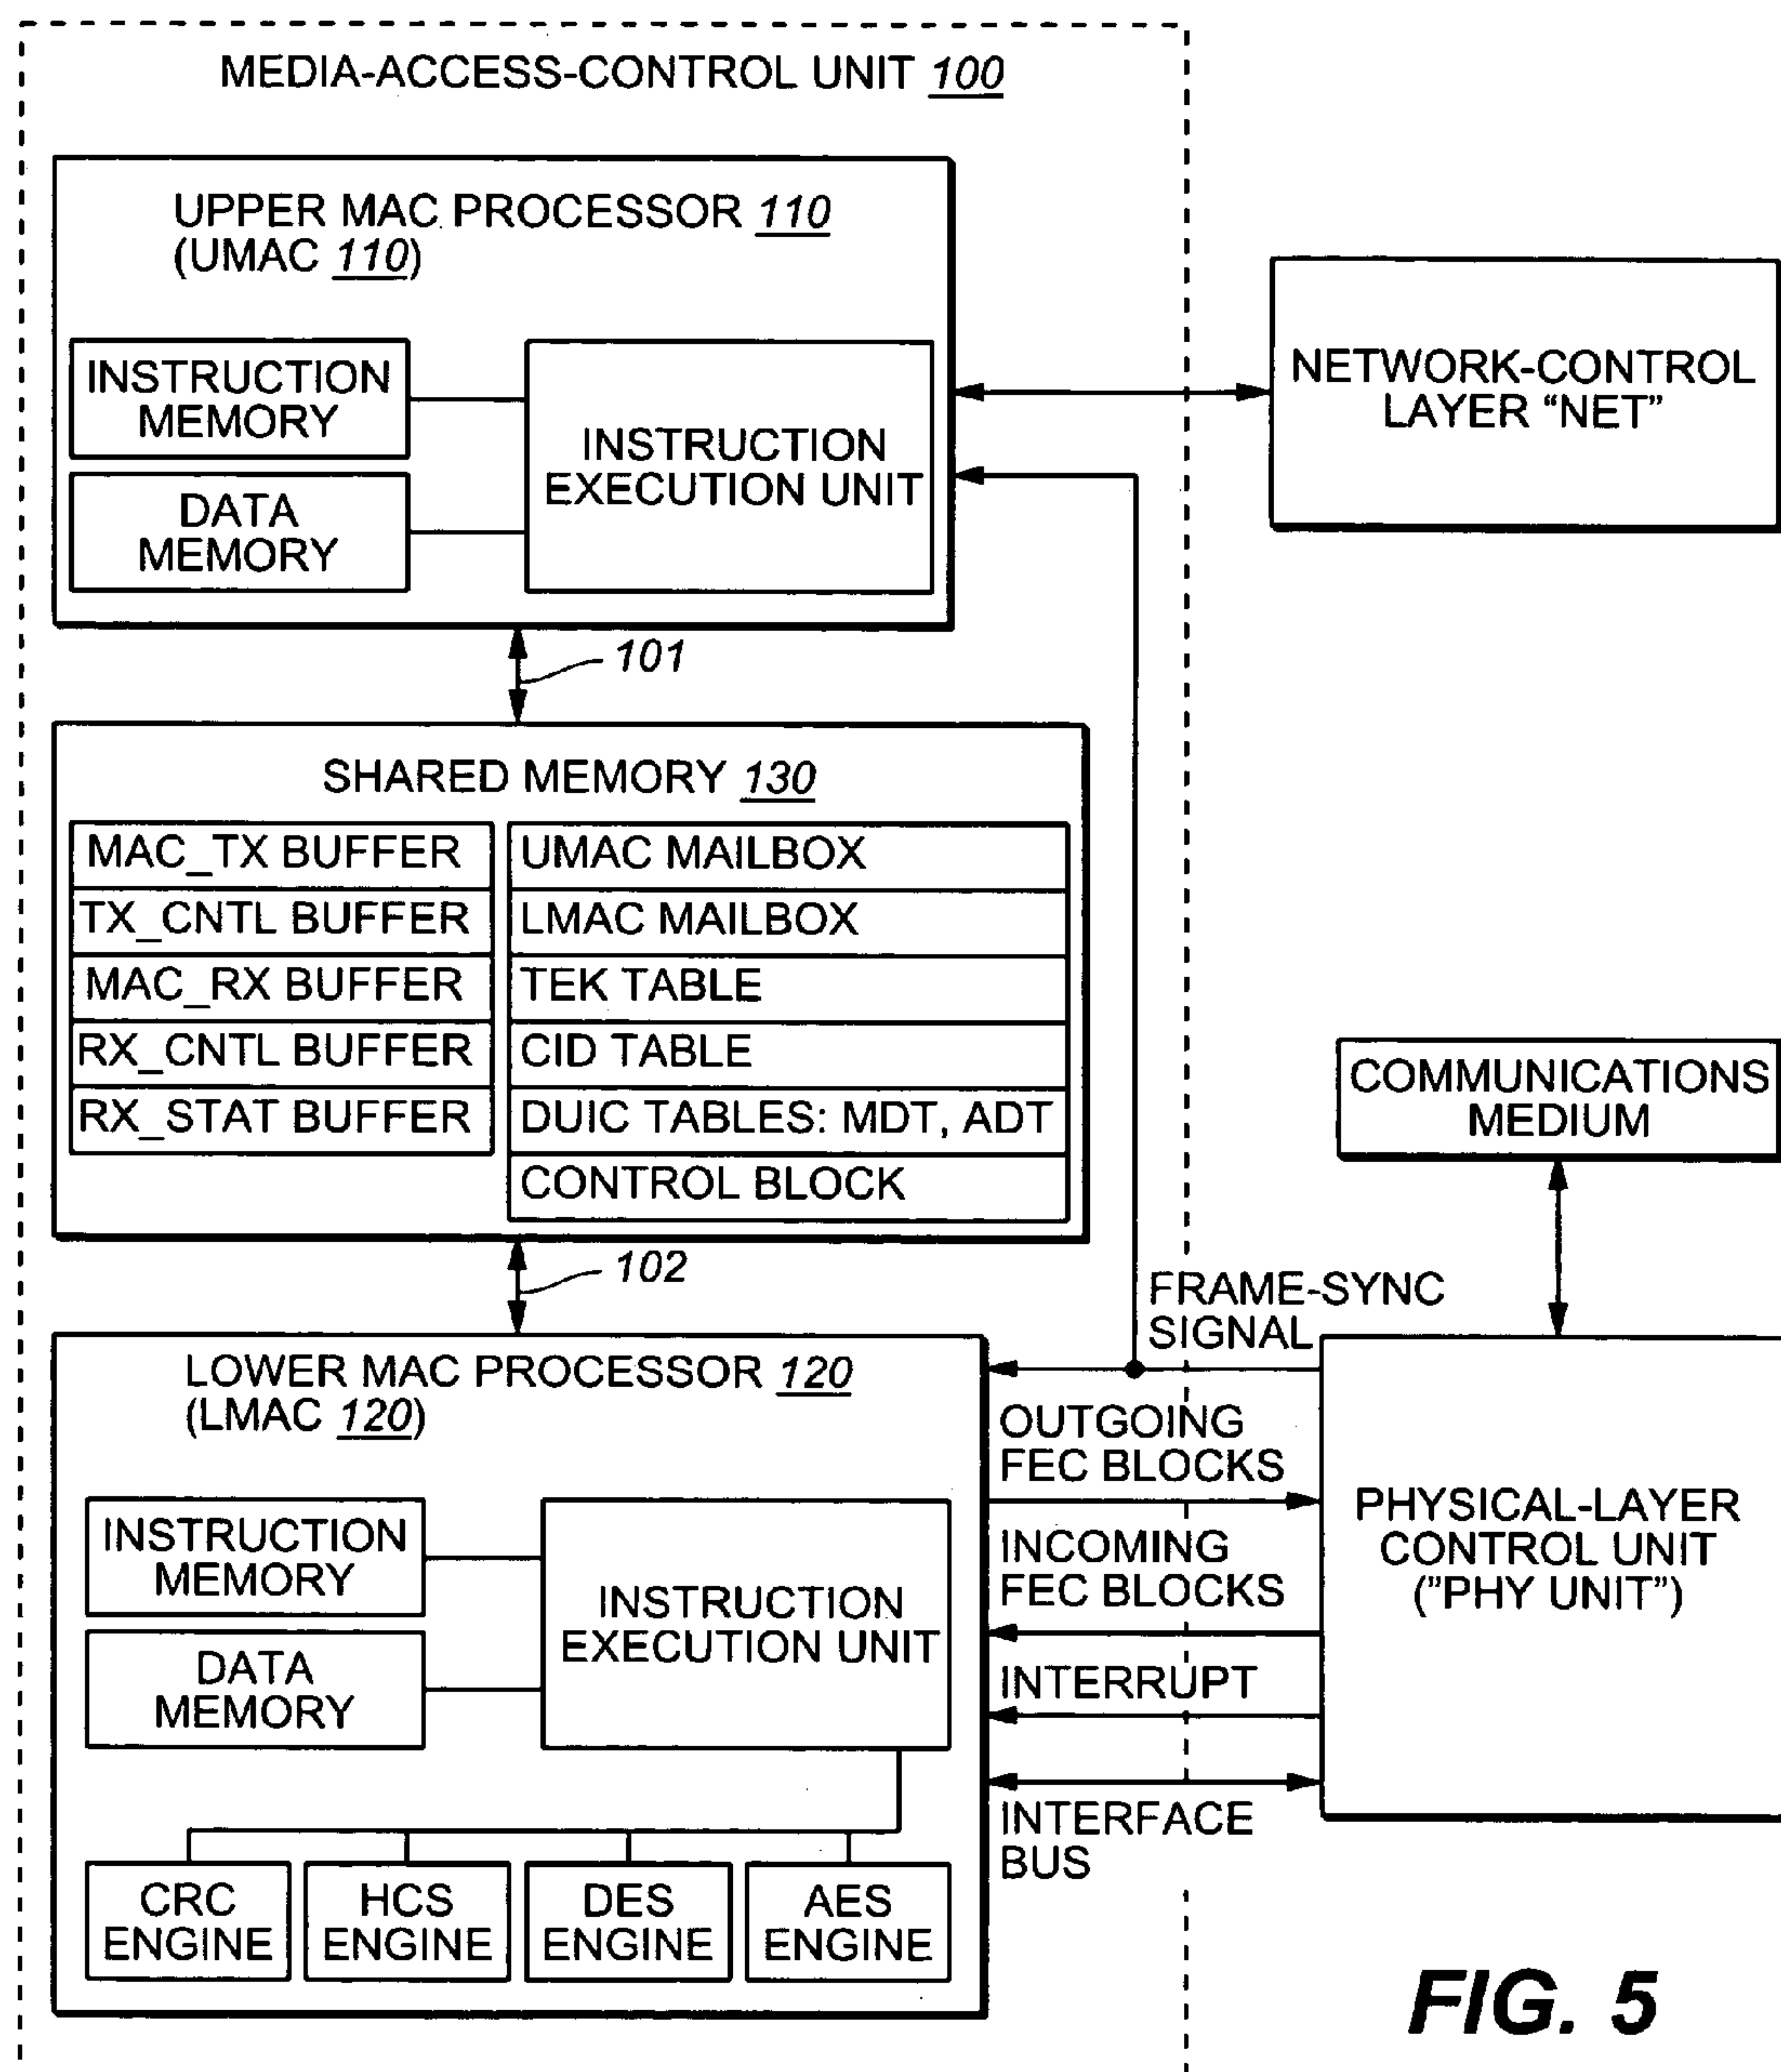 MEDIA-ACCESS-CONTROL UNIT 100
UPPER MAC PROCESSOR 110
(UMAC 110)
INSTRUCTION
MEMORY
DATA
MEMORY
INSTRUCTION
EXECUTION UNIT
NETWORK-CONTROL
LAYER “NET”
101
SHARED MEMORY 130
MAC_TX BUFFER
TX_CNTL BUFFER
MAC_RX BUFFER
RX_CNTL BUFFER
RX_STAT BUFFER
UMAC MAILBOX
LMAC MAILBOX
TEK TABLE
CID TABLE
DUIC TABLES: MDT, ADT
CONTROL BLOCK
COMMUNICATIONS
MEDIUM
102
FRAME-SYNC
SIGNAL
LOWER MAC PROCESSOR 120
(LMAC 120)
INSTRUCTION
MEMORY
DATA
MEMORY
INSTRUCTION
EXECUTION UNIT
OUTGOING
FEC BLOCKS
INCOMING
FEC BLOCKS
INTERRUPT
INTERFACE
BUS
PHYSICAL-LAYER
CONTROL UNIT
(”PHY UNIT”)
CRC
ENGINE
HCS
ENGINE
DES
ENGINE
AES
ENGINE
FIG. 5